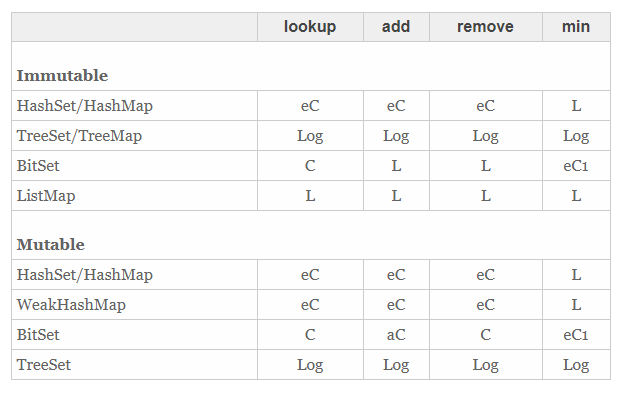 lookup add remove min
Immutable
HashSet/HashMap eC eC eC L
TreeSet/TreeMap Log Log Log Log
BitSet C L L eC1
ListMap L L L L
Mutable
HashSet/HashMap eC eC eC L
WeakHashMap eC eC eC L
BitSet C aC C eC1
TreeSet Log Log Log Log